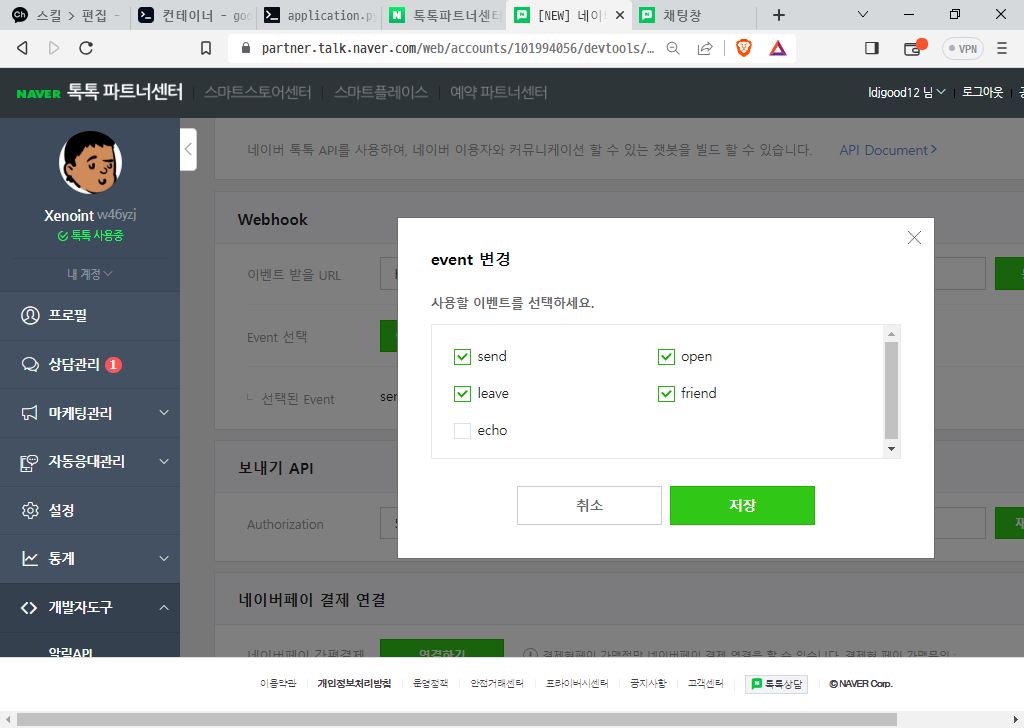 스킬 > 편집 -
컨테이너 - goo
application.py
톡톡파트너센터
[NEW] 네이
채팅창
partner.talk.naver.com/web/accounts/101994056/devtools/...
VPN
NAVER 톡톡 파트너센터
스마트스토어센터
스마트플레이스
예약 파트너센터
ldjgood12 님
로그아웃
Xenoint w46yzj
톡톡 사용중
내 계정
프로필
상담관리 1
마케팅관리
자동응대관리
설정
통계
개발자도구
알림API
네이버 톡톡 API를 사용하여, 네이버 이용자와 커뮤니케이션 할 수 있는 챗봇을 빌드 할 수 있습니다.
API Document
Webhook
이벤트 받을 URL
Event 선택
선택된 Event
보내기 API
Authorization
네이버페이 결제 연결
네이버페이 간편결제
연결하기
event 변경
사용할 이벤트를 선택하세요.
send
open
leave
friend
echo
취소
저장
이용약관
개인정보처리방침
운영정책
안전거래센터
프라이버시센터
공지사항
고객센터
톡톡상담
© NAVER Corp.